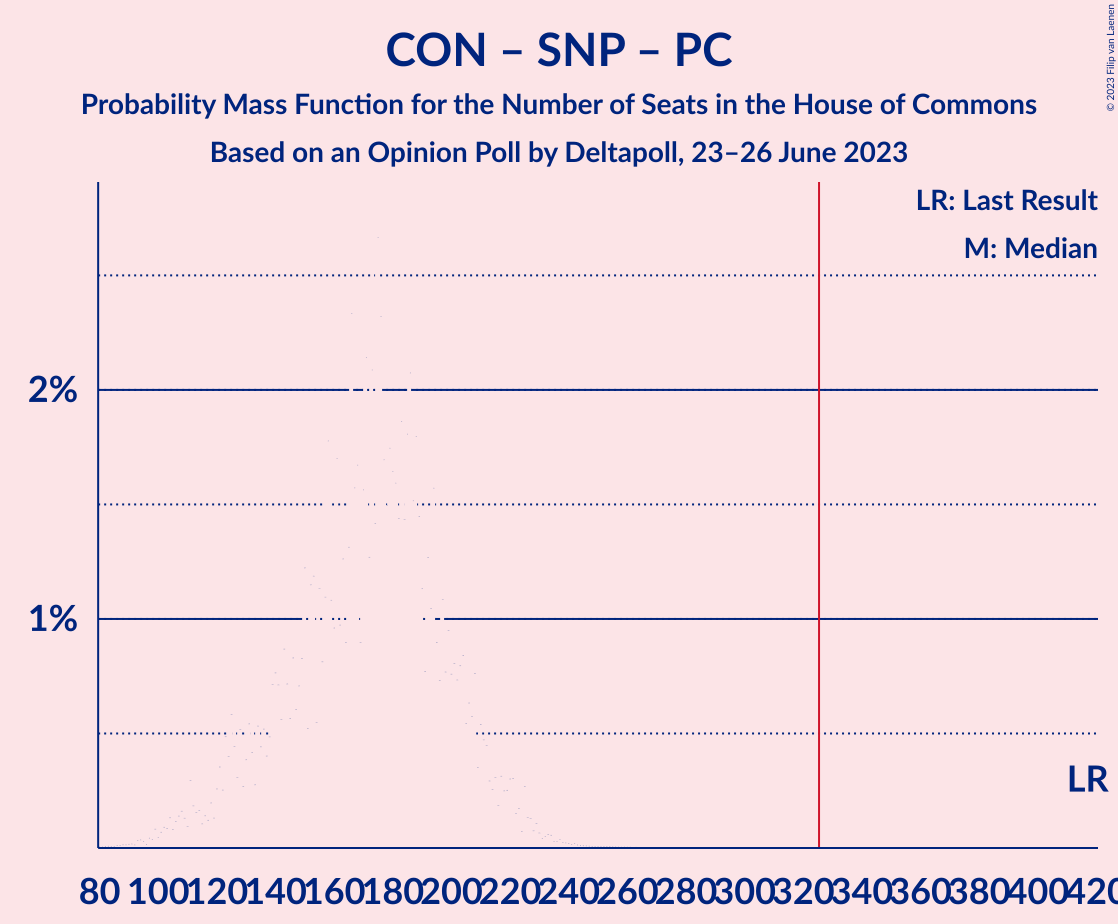 CON – SNP – PC
Probability Mass Function for the Number of Seats in the House of Commons
Based on an Opinion Poll by Deltapoll, 23–26 June 2023
© 2023 Filip van Laenen
LR: Last Result
M: Median
2%
1%
LR
80 100 120 140 160 180 200 220 240 260 280 300 320 340 360 380 400 420